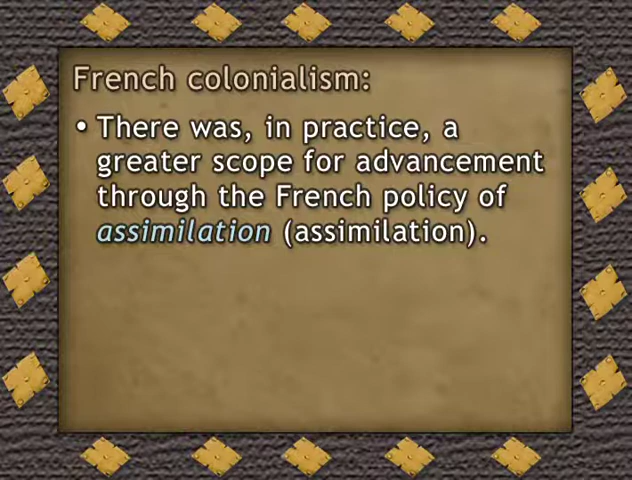 French colonialism:
• There was, in practice, a
greater scope for advancement
through the French policy of
assimilation (assimilation).